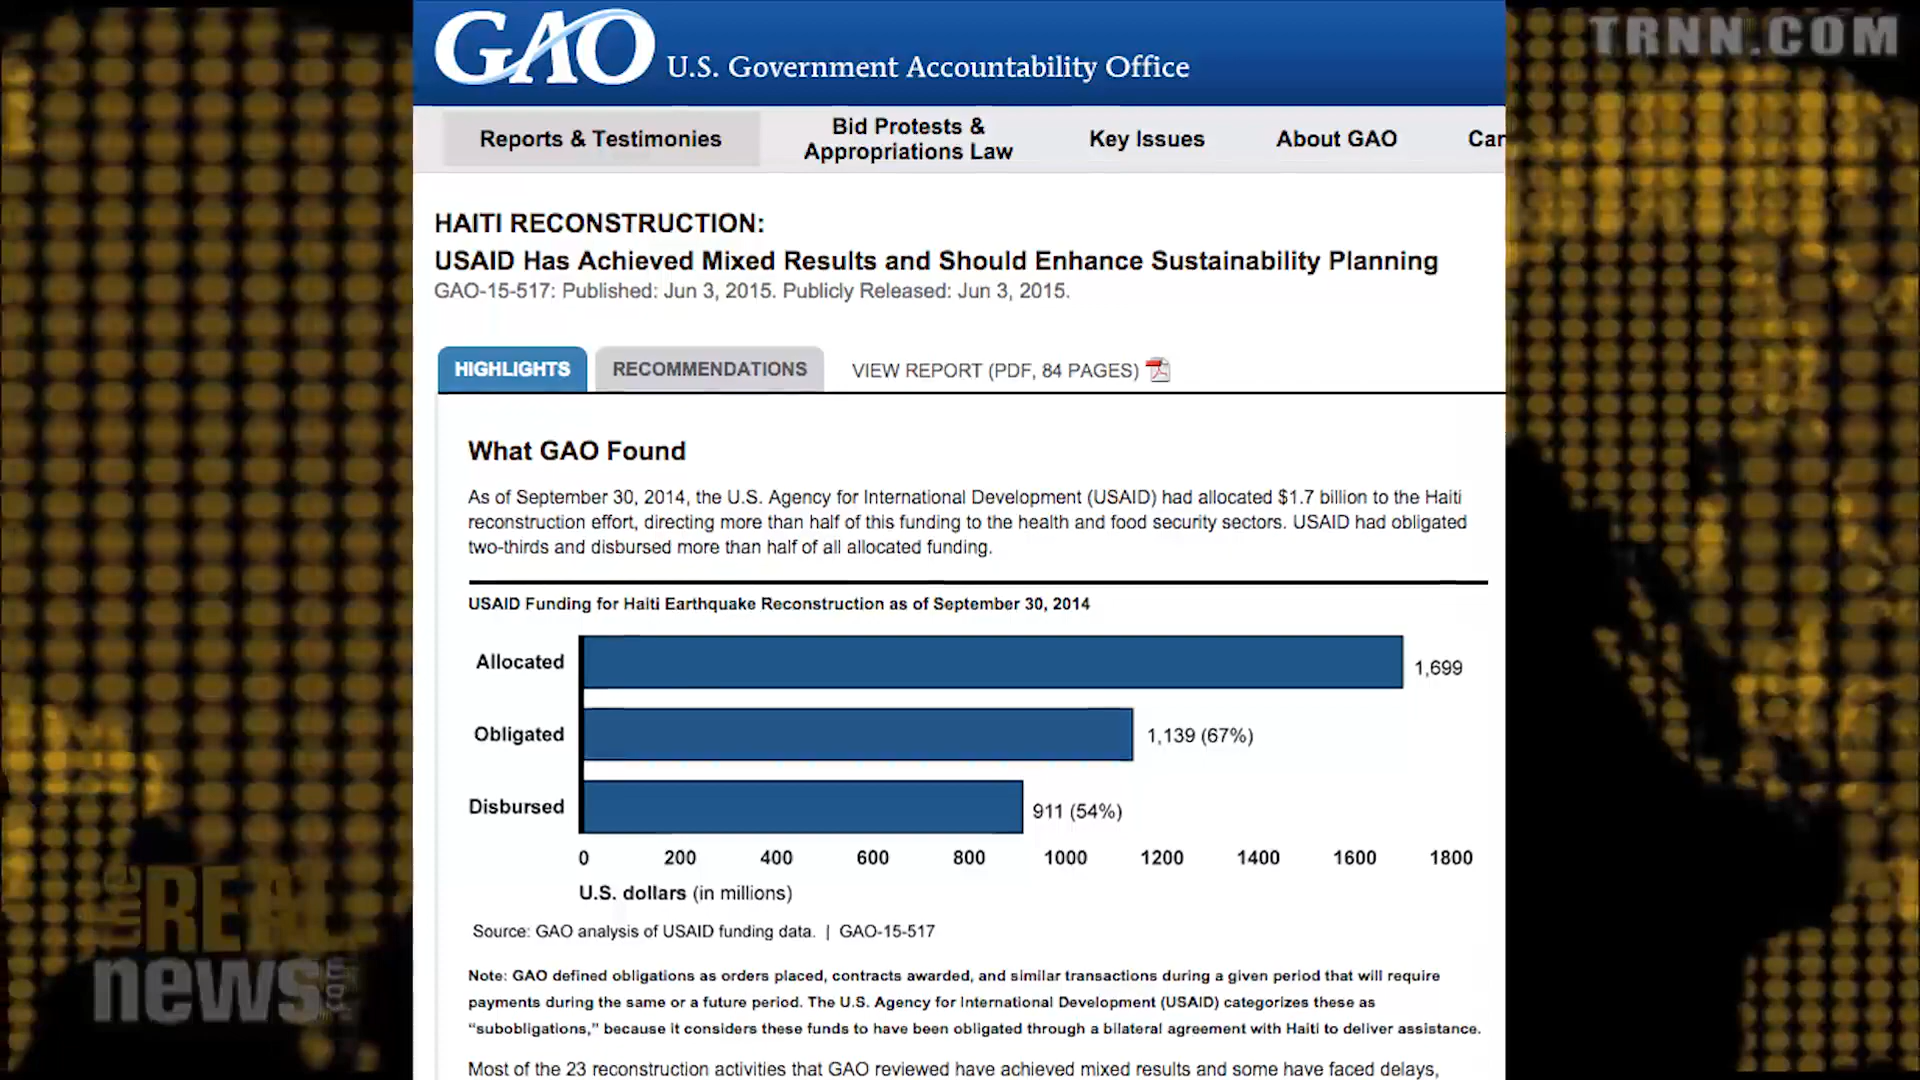 TRNN.COM
GAO U.S. Government Accountability Office
Reports & Testimonies
Bid Protests &
Appropriations Law
Key Issues
About GAO
Car
HAITI RECONSTRUCTION:
USAID Has Achieved Mixed Results and Should Enhance Sustainability Planning
GAO-15-517: Published: Jun 3, 2015. Publicly Released: Jun 3, 2015.
HIGHLIGHTS
RECOMMENDATIONS
VIEW REPORT (PDF, 84 PAGES)
What GAO Found
As of September 30, 2014, the U.S. Agency for International Development (USAID) had allocated $1.7 billion to the Haiti
reconstruction effort, directing more than half of this funding to the health and food security sectors. USAID had obligated
two-thirds and disbursed more than half of all allocated funding.
USAID Funding for Haiti Earthquake Reconstruction as of September 30, 2014
Allocated 1,699
Obligated 1,139 (67%)
Disbursed 911 (54%)
0 200 400 600 800 1000 1200 1400 1600 1800
U.S. dollars (in millions)
Source: GAO analysis of USAID funding data. | GAO-15-517
Note: GAO defined obligations as orders placed, contracts awarded, and similar transactions during a given period that will require
payments during the same or a future period. The U.S. Agency for International Development (USAID) categorizes these as
“subobligations,” because it considers these funds to have been obligated through a bilateral agreement with Haiti to deliver assistance.
Most of the 23 reconstruction activities that GAO reviewed have achieved mixed results and some have faced delays,
the REAL
news.com